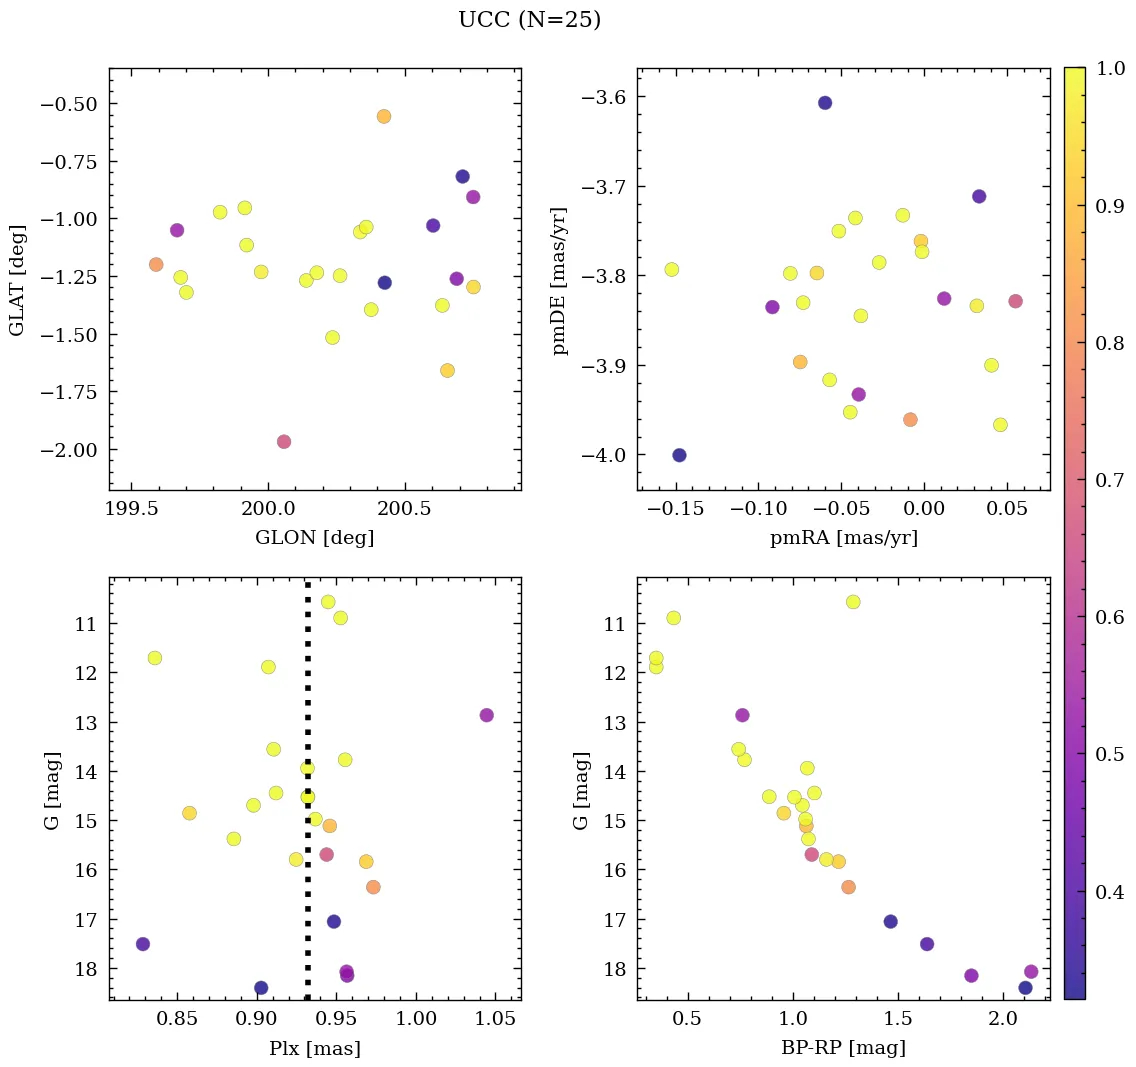 UCC (N=25)
−0.50
−0.75
−1.00
−1.25
−1.50
−1.75
−2.00
GLAT [deg]
199.5 200.0 200.5
GLON [deg]
−3.6
−3.7
−3.8
−3.9
−4.0
pmDE [mas/yr]
−0.15 −0.10 −0.05 0.00 0.05
pmRA [mas/yr]
11
12
13
14
15
16
17
18
G [mag]
0.85 0.90 0.95 1.00 1.05
Plx [mas]
11
12
13
14
15
16
17
18
G [mag]
0.5 1.0 1.5 2.0
BP-RP [mag]
1.0
0.9
0.8
0.7
0.6
0.5
0.4